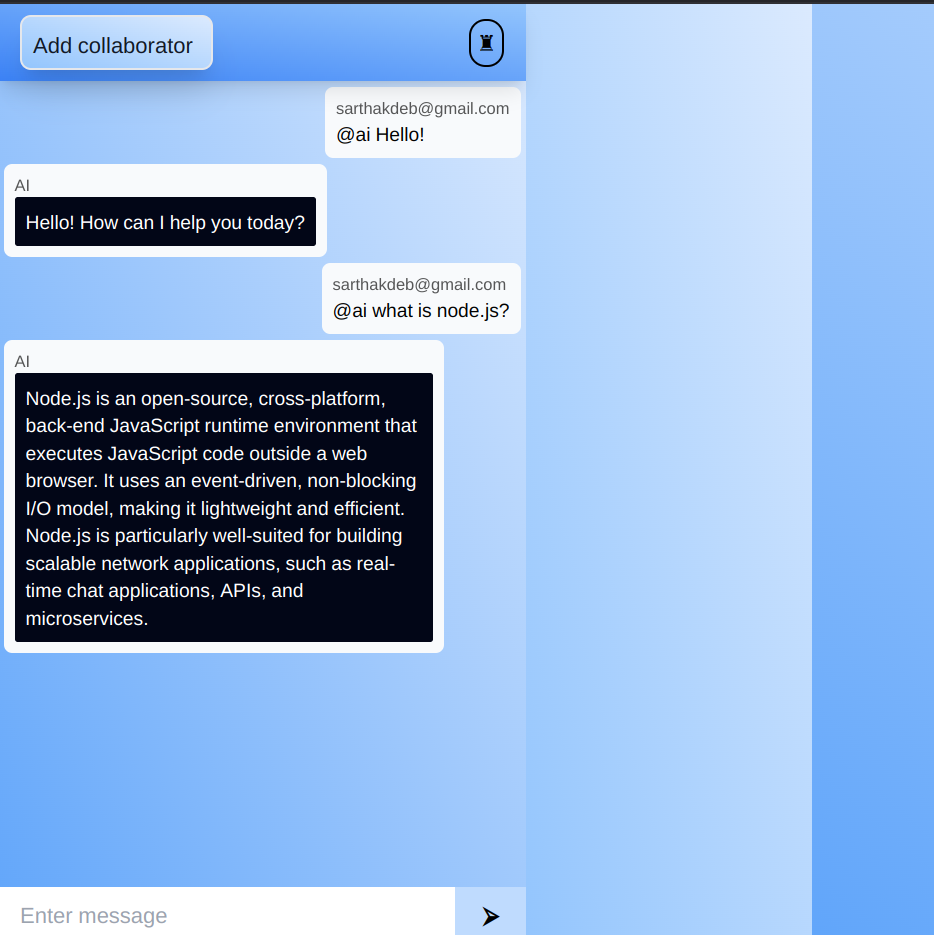 Add collaborator
sarthakdeb@gmail.com
@ai Hello!
AI
Hello! How can I help you today?
sarthakdeb@gmail.com
@ai what is node.js?
AI
Node.js is an open-source, cross-platform,
back-end JavaScript runtime environment that
executes JavaScript code outside a web
browser. It uses an event-driven, non-blocking
I/O model, making it lightweight and efficient.
Node.js is particularly well-suited for building
scalable network applications, such as real-
time chat applications, APIs, and
microservices.
Enter message